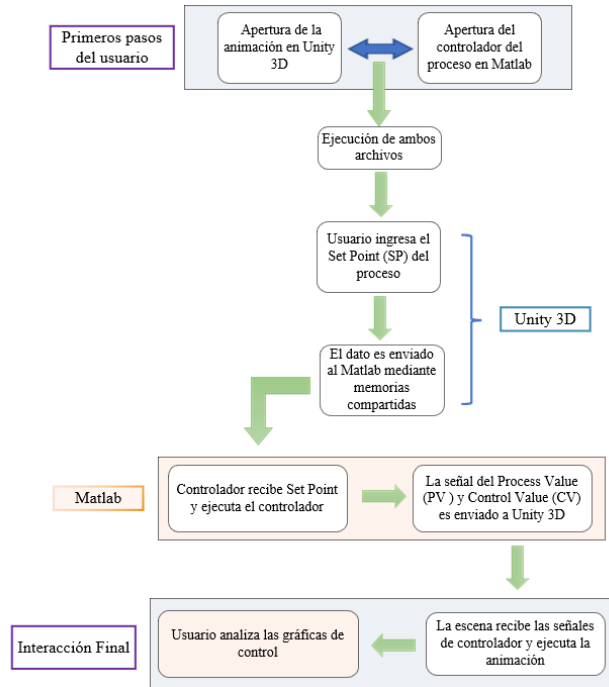 Primeros pasos
del usuario
Apertura de la
animación en Unity
3D
Apertura del
controlador del
proceso en Matlab
Ejecución de ambos
archivos
Usuario ingresa el
Set Point (SP) del
proceso
Unity 3D
El dato es enviado
al Matlab mediante
memorias
compartidas
Matlab
Controlador recibe Set Point
y ejecuta el controlador
La señal del Process Value
(PV ) y Control Value (CV)
es enviado a Unity 3D
Interacción Final
Usuario analiza las gráficas de
control
La escena recibe las señales
de controlador y ejecuta la
animación